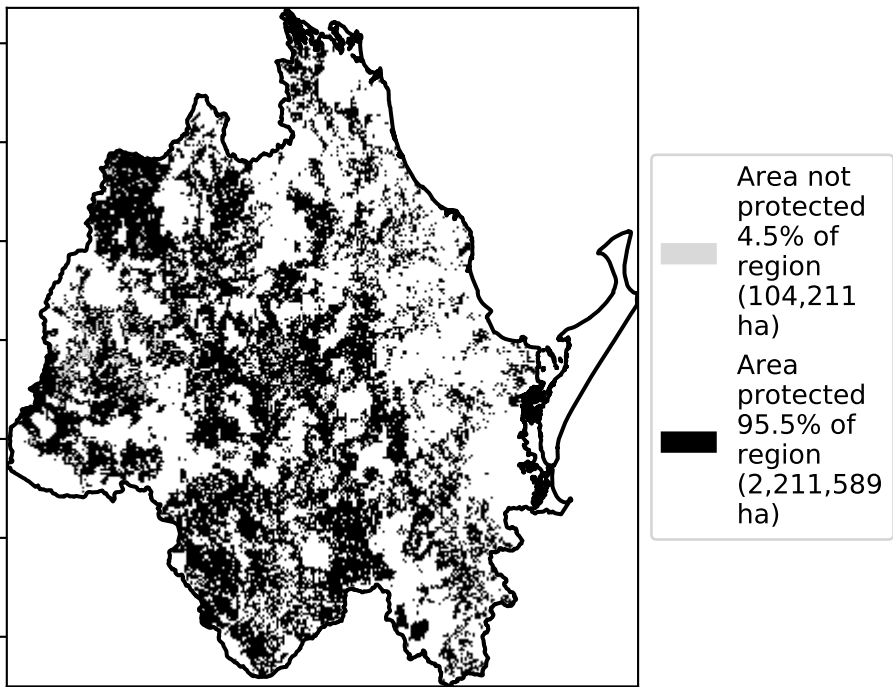 Area not
protected
4.5% of
region
(104,211
ha)
Area
protected
95.5% of
region
(2,211,589
ha)